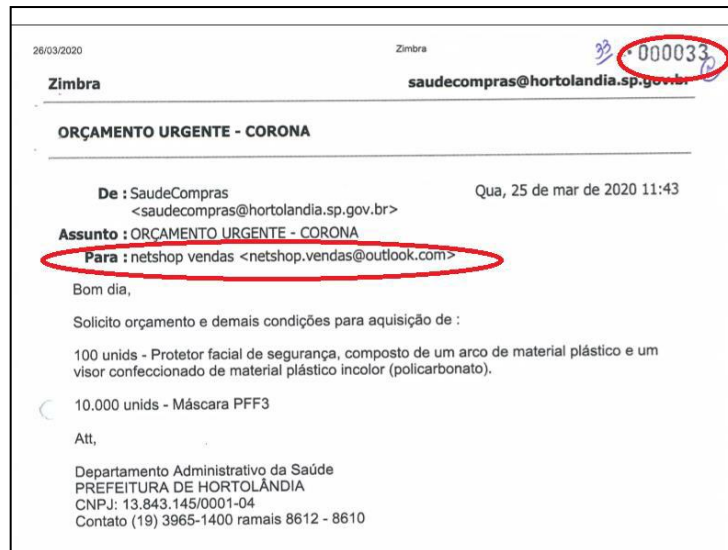 26/03/2020
Zimbra
33
000033
Zimbra
saudecompras@hortolandia.sp.gov.br
ORÇAMENTO URGENTE - CORONA
De : SaudeCompras
Qua, 25 de mar de 2020 11:43
<saudecompras@hortolandia.sp.gov.br>
Assunto : ORÇAMENTO URGENTE - CORONA
Para : netshop vendas <netshop.vendas@outlook.com>
Bom dia,
Solicito orçamento e demais condições para aquisição de :
100 unids - Protetor facial de segurança, composto de um arco de material plástico e um
visor confeccionado de material plástico incolor (policarbonato).
10.000 unids - Máscara PFF3
Att,
Departamento Administrativo da Saúde
PREFEITURA DE HORTOLÂNDIA
CNPJ: 13.843.145/0001-04
Contato (19) 3965-1400 ramais 8612 - 8610